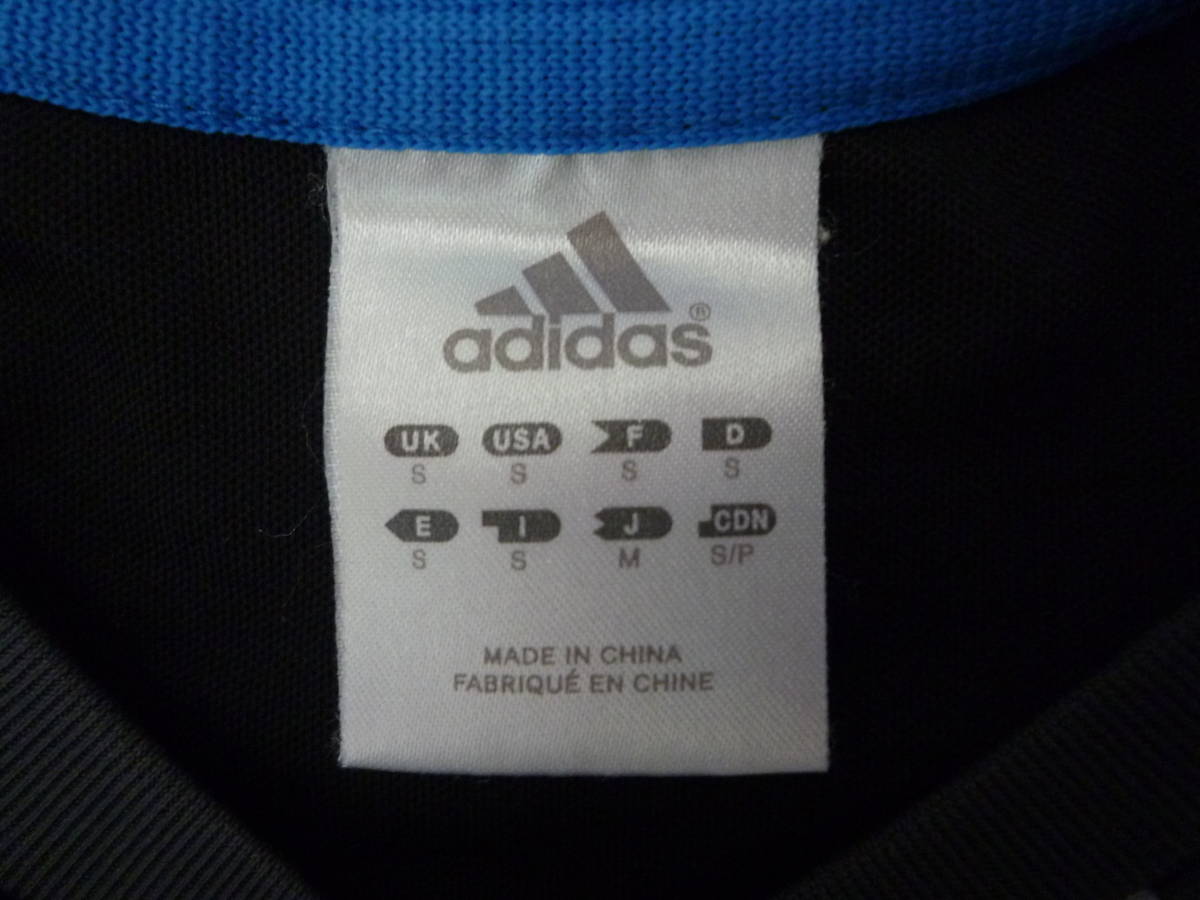 adidas®
UK USA F D
S S S S
E I J CDN
S S M S/P
MADE IN CHINA
FABRIQUÉ EN CHINE